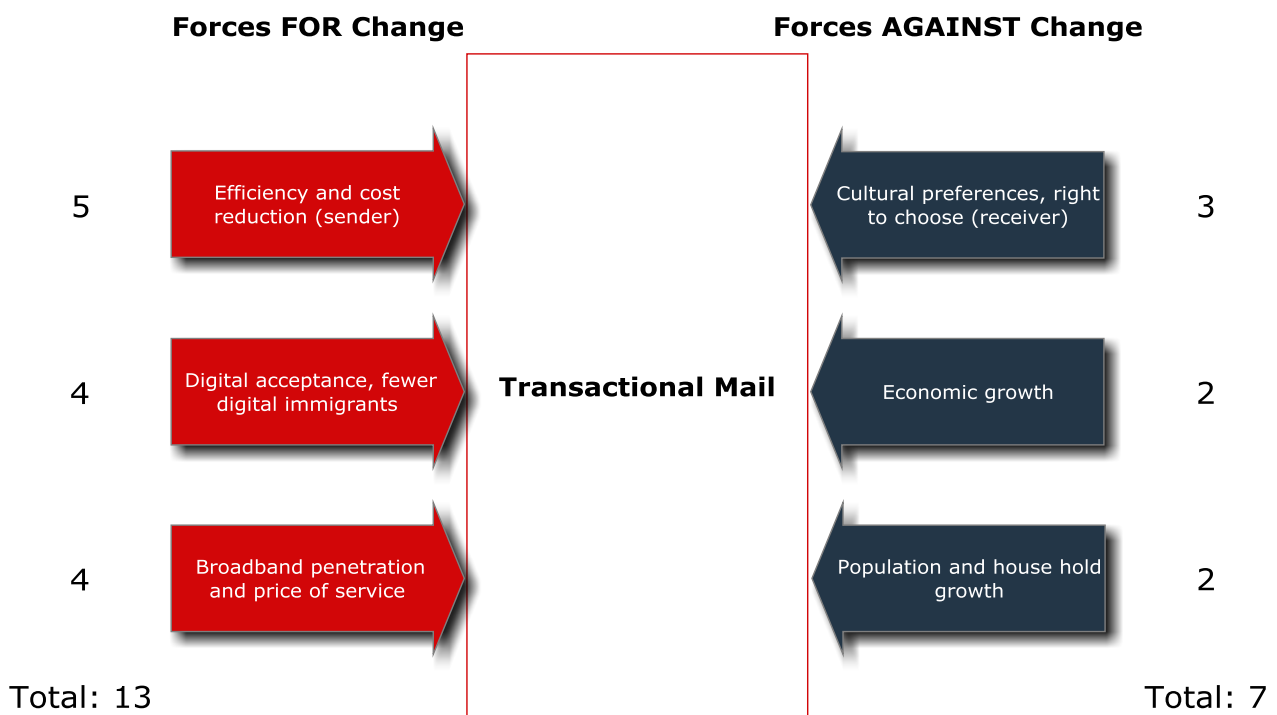 Forces FOR Change
Forces AGAINST Change
5
Efficiency and cost
reduction (sender)
Cultural preferences, right
to choose (receiver)
3
4
Digital acceptance, fewer
digital immigrants
Transactional Mail
Economic growth
2
4
Broadband penetration
and price of service
Population and house hold
growth
2
Total: 13
Total: 7